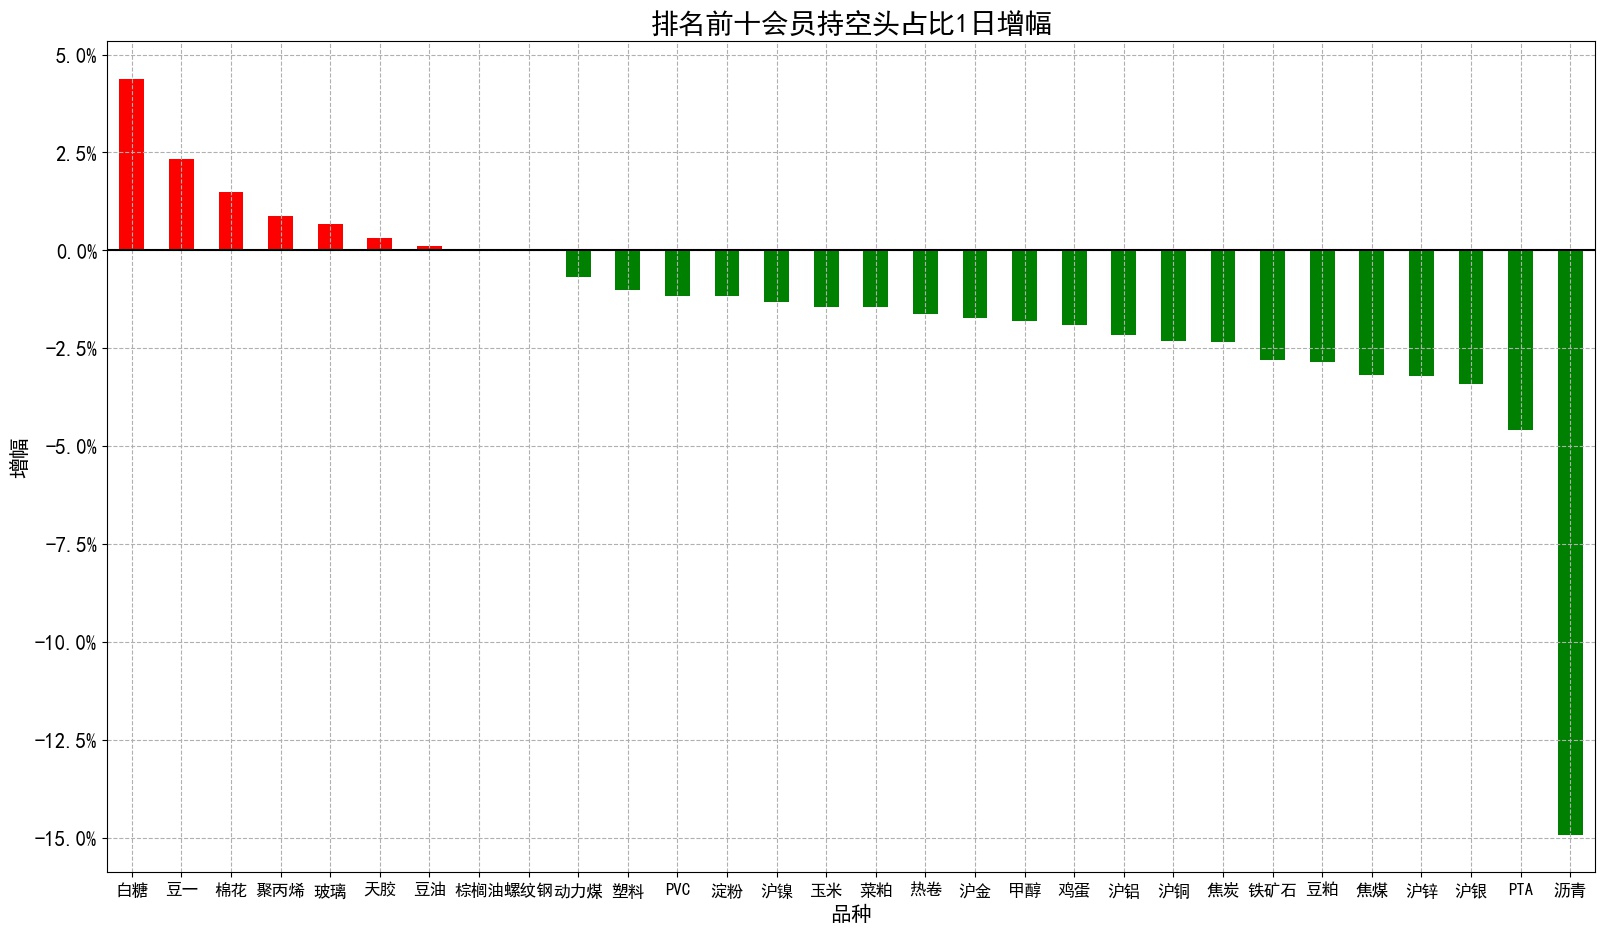 排名前十会员持空头占比1日增幅
5.0%
2.5%
0.0%
−2.5%
−5.0%
−7.5%
−10.0%
−12.5%
−15.0%
增幅
白糖 豆一 棉花 聚丙烯 玻璃 天胶 豆油 棕榈油 螺纹钢 动力煤 塑料 PVC 淀粉 沪镍 玉米 菜粕 热卷 沪金 甲醇 鸡蛋 沪铝 沪铜 焦炭 铁矿石 豆粕 焦煤 沪锌 沪银 PTA 沥青
品种